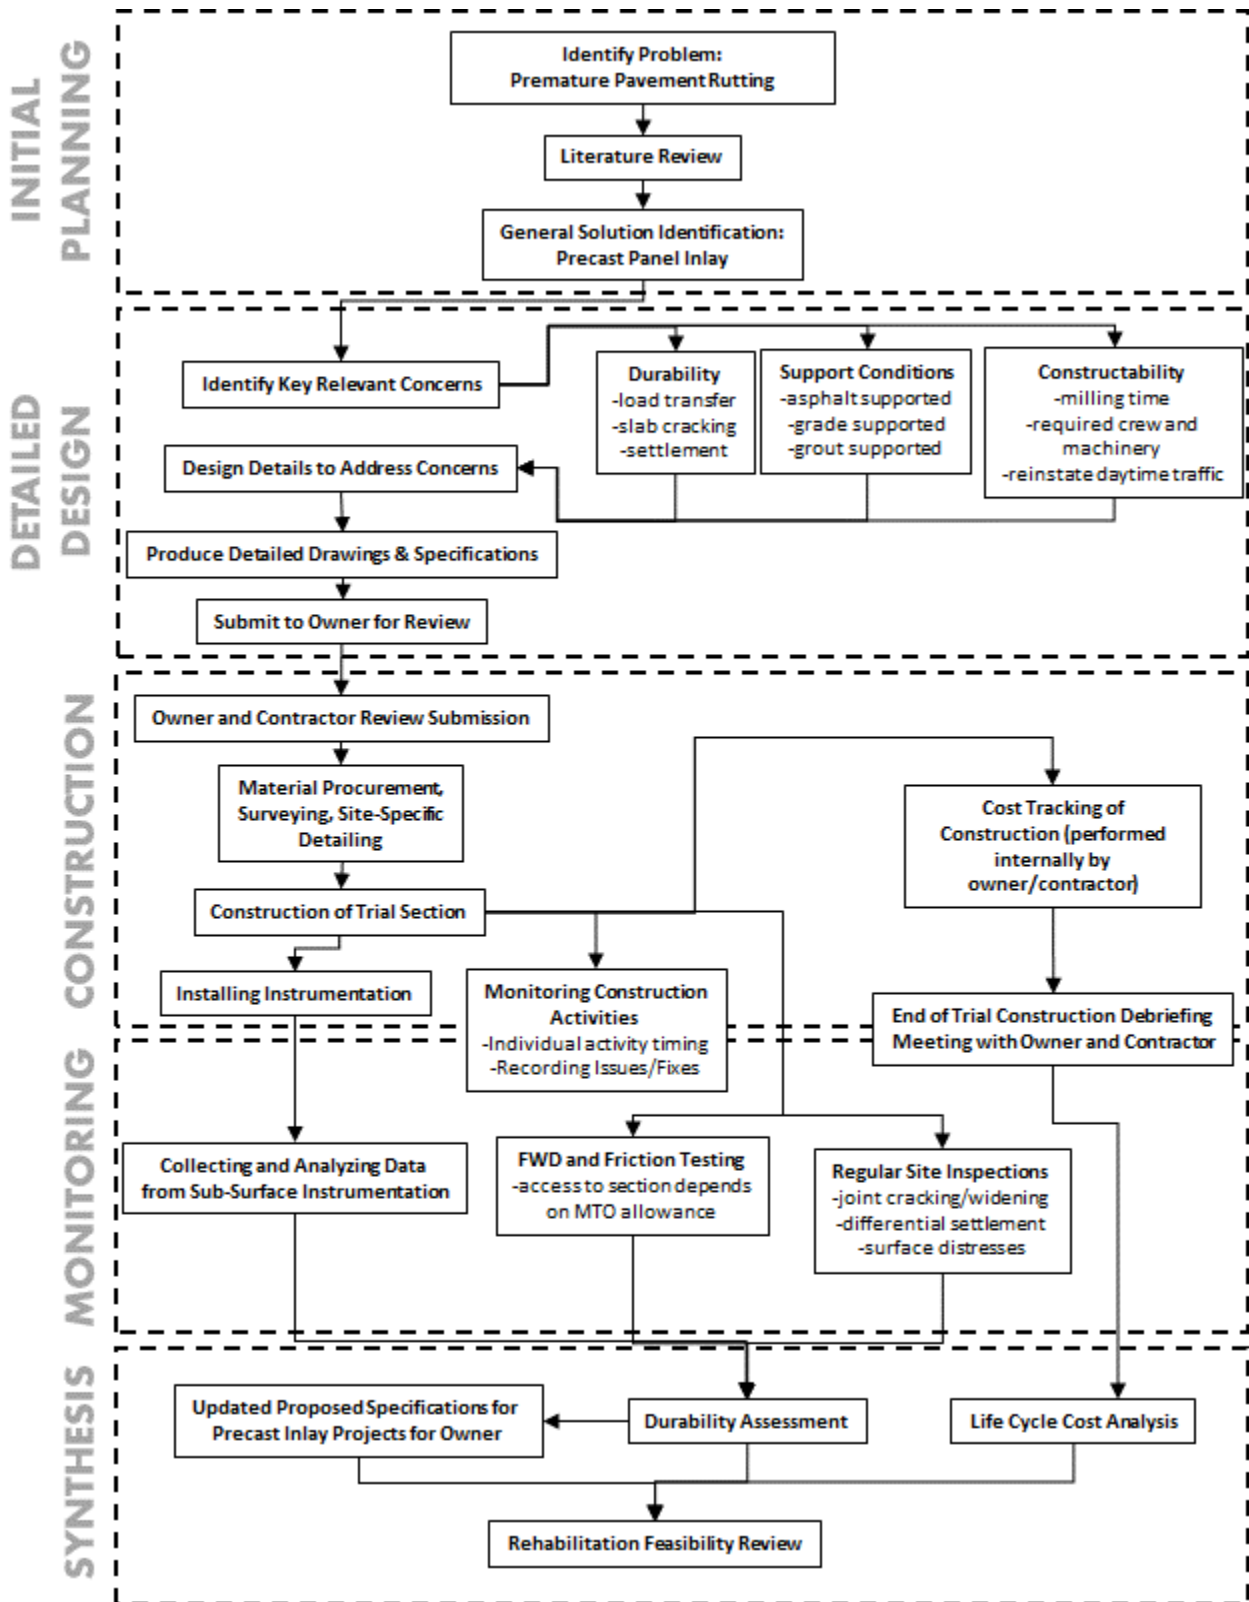 INITIAL
PLANNING
Identify Problem:
Premature Pavement Rutting
Literature Review
General Solution Identification:
Precast Panel Inlay
DETAILED
DESIGN
Identify Key Relevant Concerns
Durability
-load transfer
-slab cracking
-settlement
Support Conditions
-asphalt supported
-grade supported
-grout supported
Constructability
-milling time
-required crew and
machinery
-reinstate daytime traffic
Design Details to Address Concerns
Produce Detailed Drawings & Specifications
Submit to Owner for Review
CONSTRUCTION
Owner and Contractor Review Submission
Material Procurement,
Surveying, Site-Specific
Detailing
Cost Tracking of
Construction (performed
internally by
owner/contractor)
Construction of Trial Section
Installing Instrumentation
Monitoring Construction
Activities
-Individual activity timing
-Recording Issues/Fixes
End of Trial Construction Debriefing
Meeting with Owner and Contractor
MONITORING
Collecting and Analyzing Data
from Sub-Surface Instrumentation
FWD and Friction Testing
-access to section depends
on MTO allowance
Regular Site Inspections
-joint cracking/widening
-differential settlement
-surface distresses
SYNTHESIS
Updated Proposed Specifications for
Precast Inlay Projects for Owner
Durability Assessment
Life Cycle Cost Analysis
Rehabilitation Feasibility Review